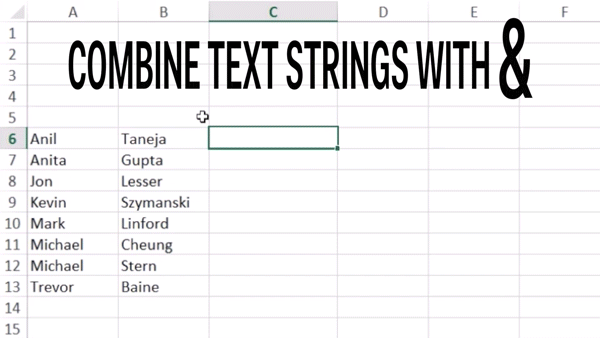 A B C D E F
1
2
3
COMBINE TEXT STRINGS WITH &
4
5
6 Anil Taneja
7 Anita Gupta
8 Jon Lesser
9 Kevin Szymanski
10 Mark Linford
11 Michael Cheung
12 Michael Stern
13 Trevor Baine
14
15